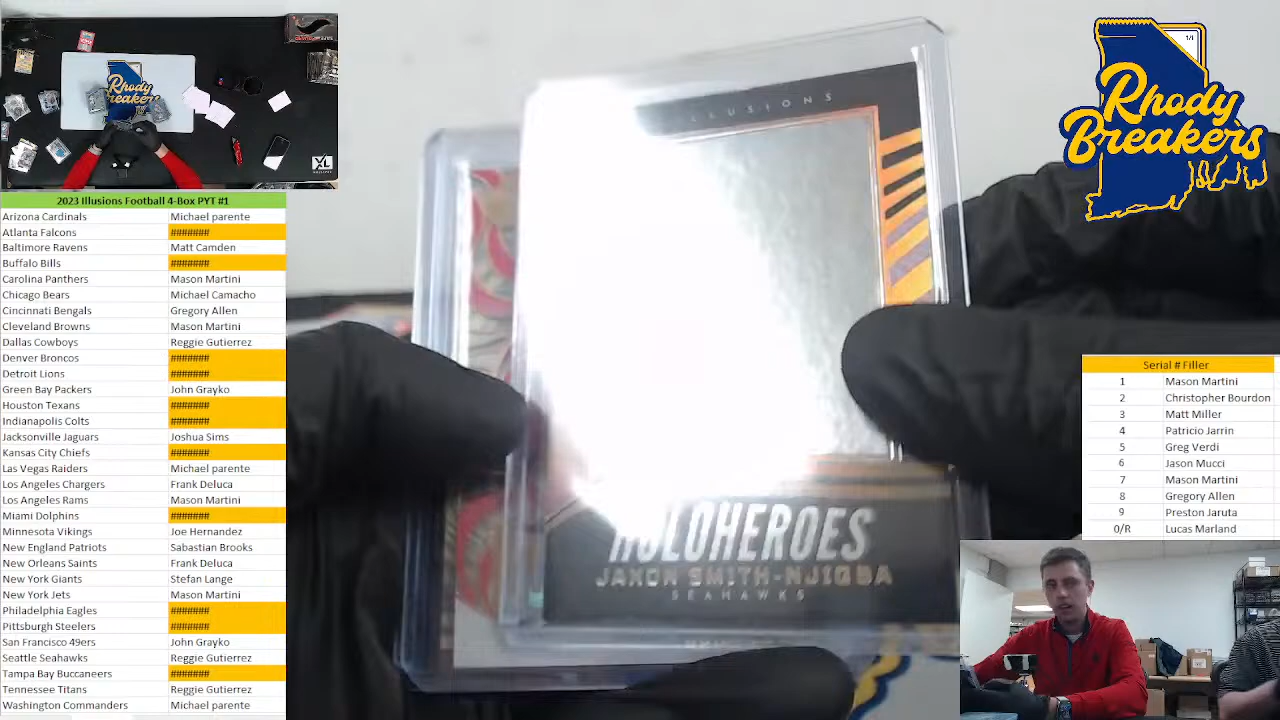 2023 Illusions Football 4-Box PYT #1
Arizona Cardinals Michael parente
Atlanta Falcons #######
Baltimore Ravens Matt Camden
Buffalo Bills #######
Carolina Panthers Mason Martini
Chicago Bears Michael Camacho
Cincinnati Bengals Gregory Allen
Cleveland Browns Mason Martini
Dallas Cowboys Reggie Gutierrez
Denver Broncos #######
Detroit Lions #######
Green Bay Packers John Grayko
Houston Texans #######
Indianapolis Colts #######
Jacksonville Jaguars Joshua Sims
Kansas City Chiefs #######
Las Vegas Raiders Michael parente
Los Angeles Chargers Frank Deluca
Los Angeles Rams Mason Martini
Miami Dolphins #######
Minnesota Vikings Joe Hernandez
New England Patriots Sabastian Brooks
New Orleans Saints Frank Deluca
New York Giants Stefan Lange
New York Jets Mason Martini
Philadelphia Eagles #######
Pittsburgh Steelers #######
San Francisco 49ers John Grayko
Seattle Seahawks Reggie Gutierrez
Tampa Bay Buccaneers #######
Tennessee Titans Reggie Gutierrez
Washington Commanders Michael parente
Rhody
Breakers
XL
HOLOHEROES
JAXON SMITH-NJIGBA
SEAHAWKS
1/1
Rhody
Breakers
Serial # Filler
1 Mason Martini
2 Christopher Bourdon
3 Matt Miller
4 Patricio Jarrin
5 Greg Verdi
6 Jason Mucci
7 Mason Martini
8 Gregory Allen
9 Preston Jaruta
0/R Lucas Marland